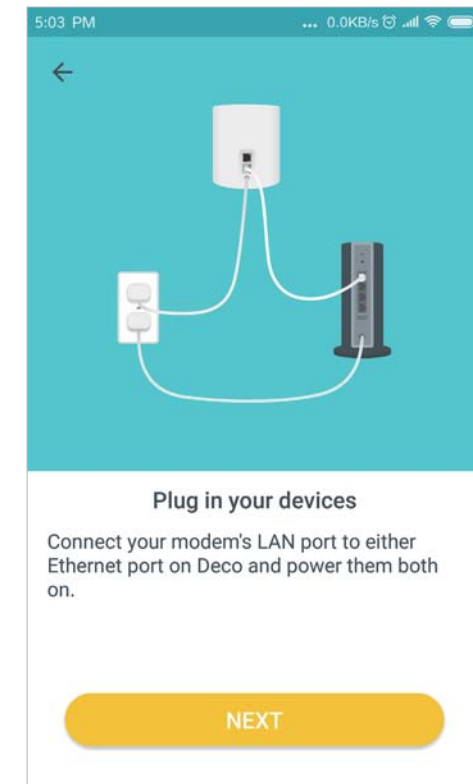 5:03 PM ... 0.0KB/s
Plug in your devices
Connect your modem's LAN port to either
Ethernet port on Deco and power them both
on.
NEXT